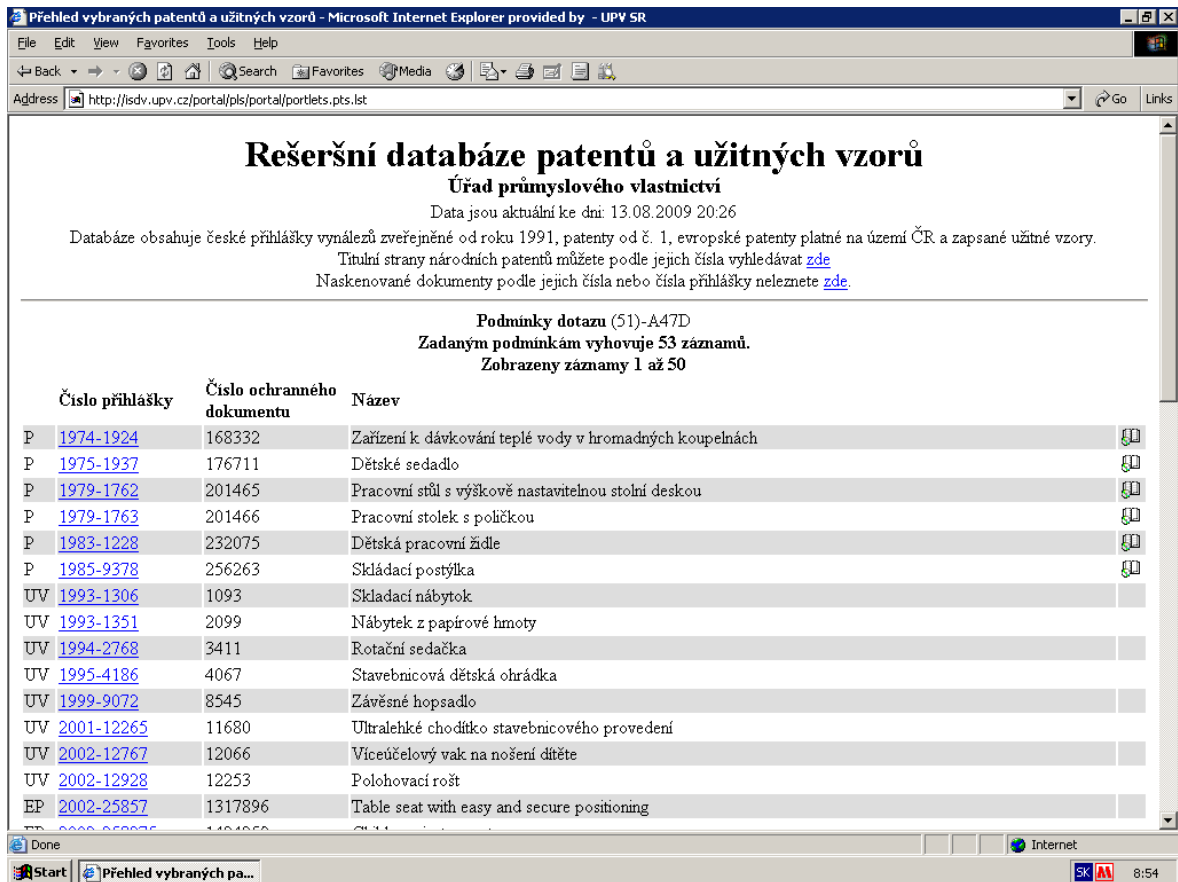 Přehled vybraných patentů a užitných vzorů - Microsoft Internet Explorer provided by - UPV SR
File Edit View Favorites Tools Help
Back Search Favorites Media
Address http://isdv.upv.cz/portal/pls/portal/portlets.pts.lst Go Links
Rešeršní databáze patentů a užitných vzorů
Úřad průmyslového vlastnictví
Data jsou aktuální ke dni: 13.08.2009 20:26
Databáze obsahuje české přihlášky vynálezů zveřejněné od roku 1991, patenty od č. 1, evropské patenty platné na území ČR a zapsané užitné vzory.
Titulní strany národních patentů můžete podle jejich čísla vyhledávat zde
Naskenované dokumenty podle jejich čísla nebo čísla přihlášky neleznete zde.
Podmínky dotazu (51)-A47D
Zadaným podmínkám vyhovuje 53 záznamů.
Zobrazeny záznamy 1 až 50
Číslo přihlášky Číslo ochranného dokumentu Název
P 1974-1924 168332 Zařízení k dávkování teplé vody v hromadných koupelnách
P 1975-1937 176711 Dětské sedadlo
P 1979-1762 201465 Pracovní stůl s výškově nastavitelnou stolní deskou
P 1979-1763 201466 Pracovní stolek s poličkou
P 1983-1228 232075 Dětská pracovní židle
P 1985-9378 256263 Skládací postýlka
UV 1993-1306 1093 Skladací nábytok
UV 1993-1351 2099 Nábytek z papírové hmoty
UV 1994-2768 3411 Rotační sedačka
UV 1995-4186 4067 Stavebnicová dětská ohrádka
UV 1999-9072 8545 Závěsné hopsadlo
UV 2001-12265 11680 Ultralehké chodítko stavebnicového provedení
UV 2002-12767 12066 Víceúčelový vak na nošení dítěte
UV 2002-12928 12253 Polohovací rošt
EP 2002-25857 1317896 Table seat with easy and secure positioning
Done Internet
Start Přehled vybraných pa... SK M 8:54